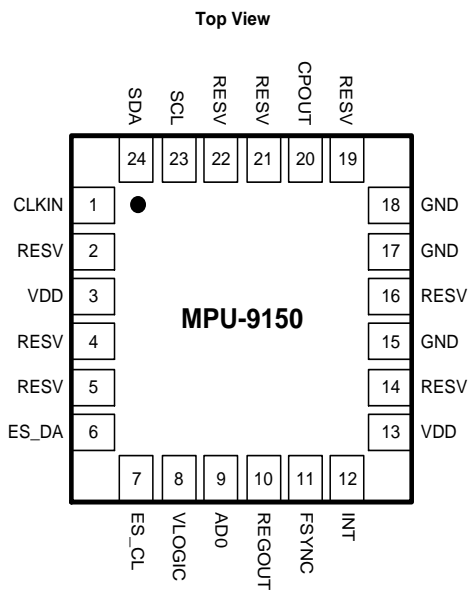 Top View
SDA SCL RESV RESV CPOUT RESV
24 23 22 21 20 19
CLKIN 1 18 GND
RESV 2 17 GND
VDD 3 16 RESV
MPU-9150
RESV 4 15 GND
RESV 5 14 RESV
ES_DA 6 13 VDD
7 8 9 10 11 12
ES_CL VLOGIC AD0 REGOUT FSYNC INT